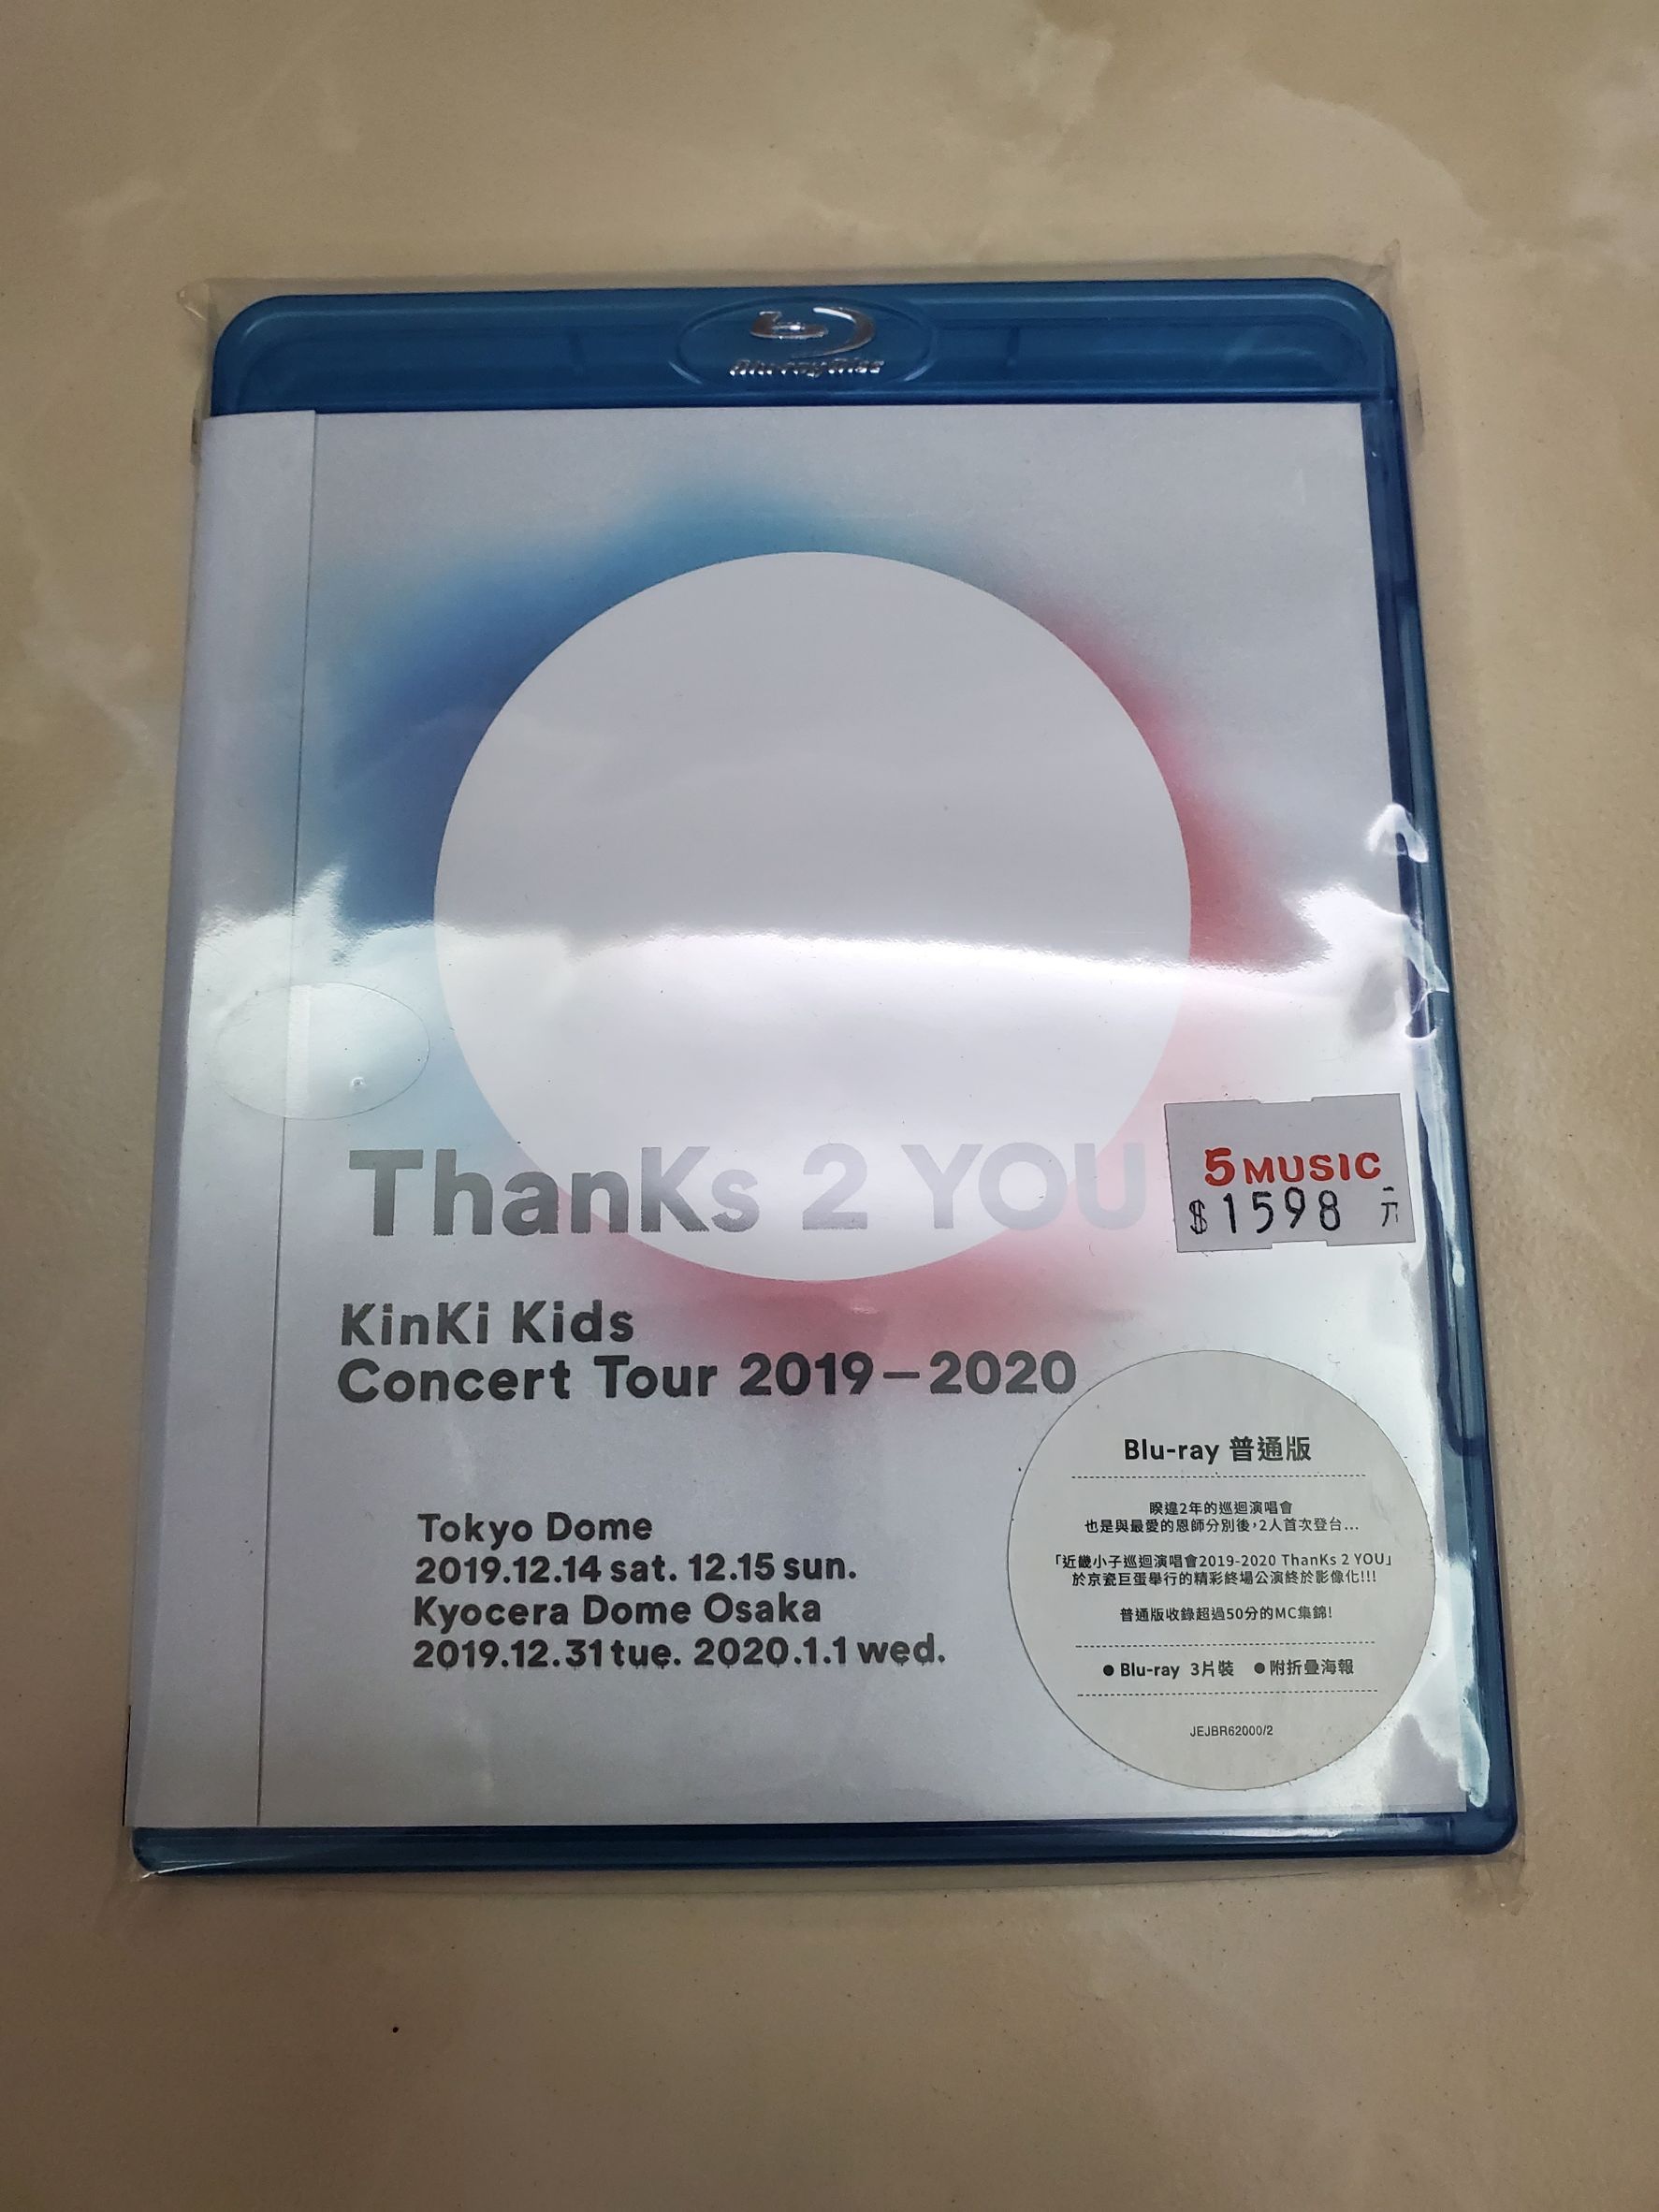 Blu-ray Disc
ThanKs 2 YOU
5 MUSIC
$1598 元
KinKi Kids
Concert Tour 2019－2020
Tokyo Dome
2019.12.14 sat. 12.15 sun.
Kyocera Dome Osaka
2019.12.31 tue. 2020.1.1 wed.
Blu-ray 普通版
睽違2年的巡迴演唱會
也是與最愛的恩師分別後，2人首次登台...
「近畿小子巡迴演唱會2019-2020 ThanKs 2 YOU」
於京瓷巨蛋舉行的精彩終場公演終於影像化!!!
普通版收錄超過50分的MC集錦!
●Blu-ray 3片裝 ●附折疊海報
JEJBR62000/2